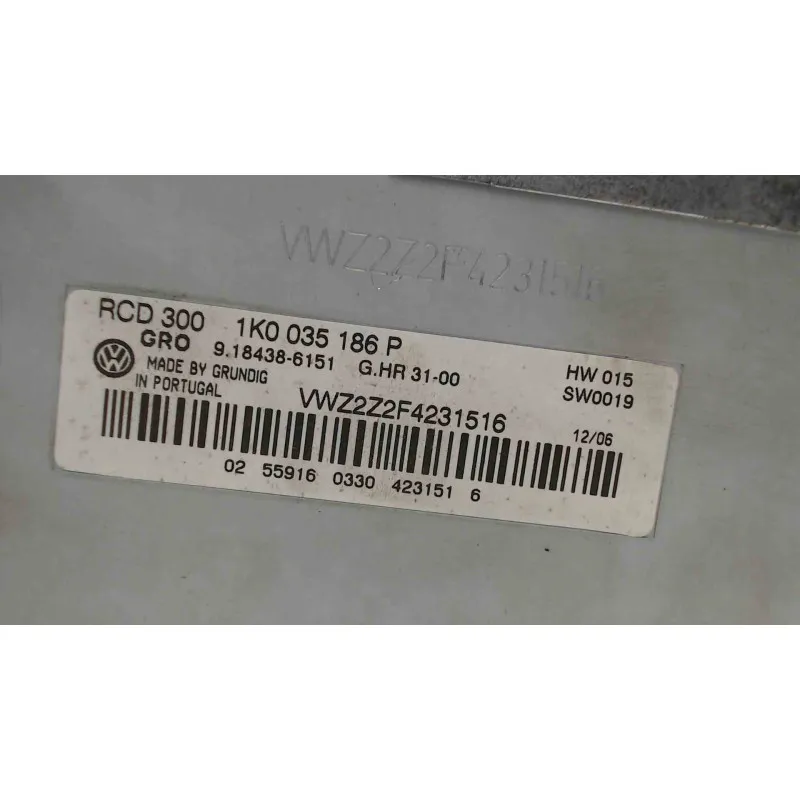 VWZ2Z2F4231516
RCD 300 1K0 035 186 P
GRO 9.18438-6151 G.HR 31-00 HW 015
MADE BY GRUNDIG SW0019
IN PORTUGAL VWZ2Z2F4231516
12/06
02 55916 0330 423151 6